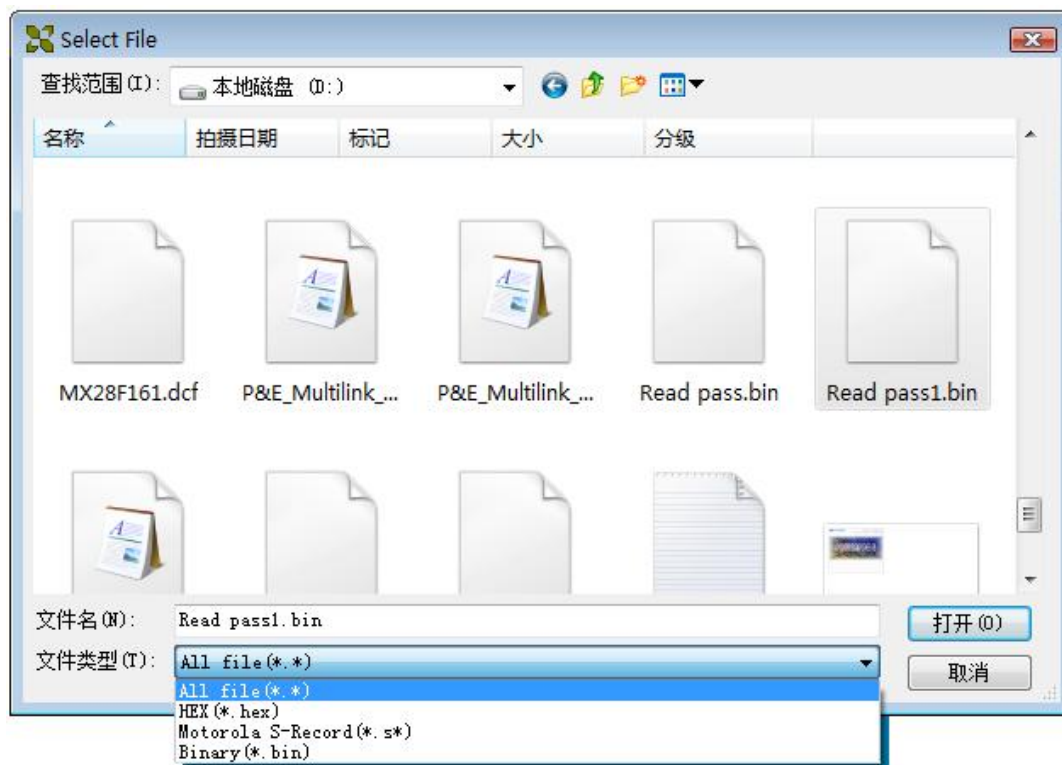 Select File
查找范围(I): 本地磁盘 (D:)
名称 拍摄日期 标记 大小 分级
MX28F161.dcf P&E_Multilink_... P&E_Multilink_... Read pass.bin Read pass1.bin
文件名(N): Read pass1.bin 打开(O)
文件类型(T): All file(*.*) 取消
All file(*.*)
HEX(*.hex)
Motorola S-Record(*.s*)
Binary(*.bin)